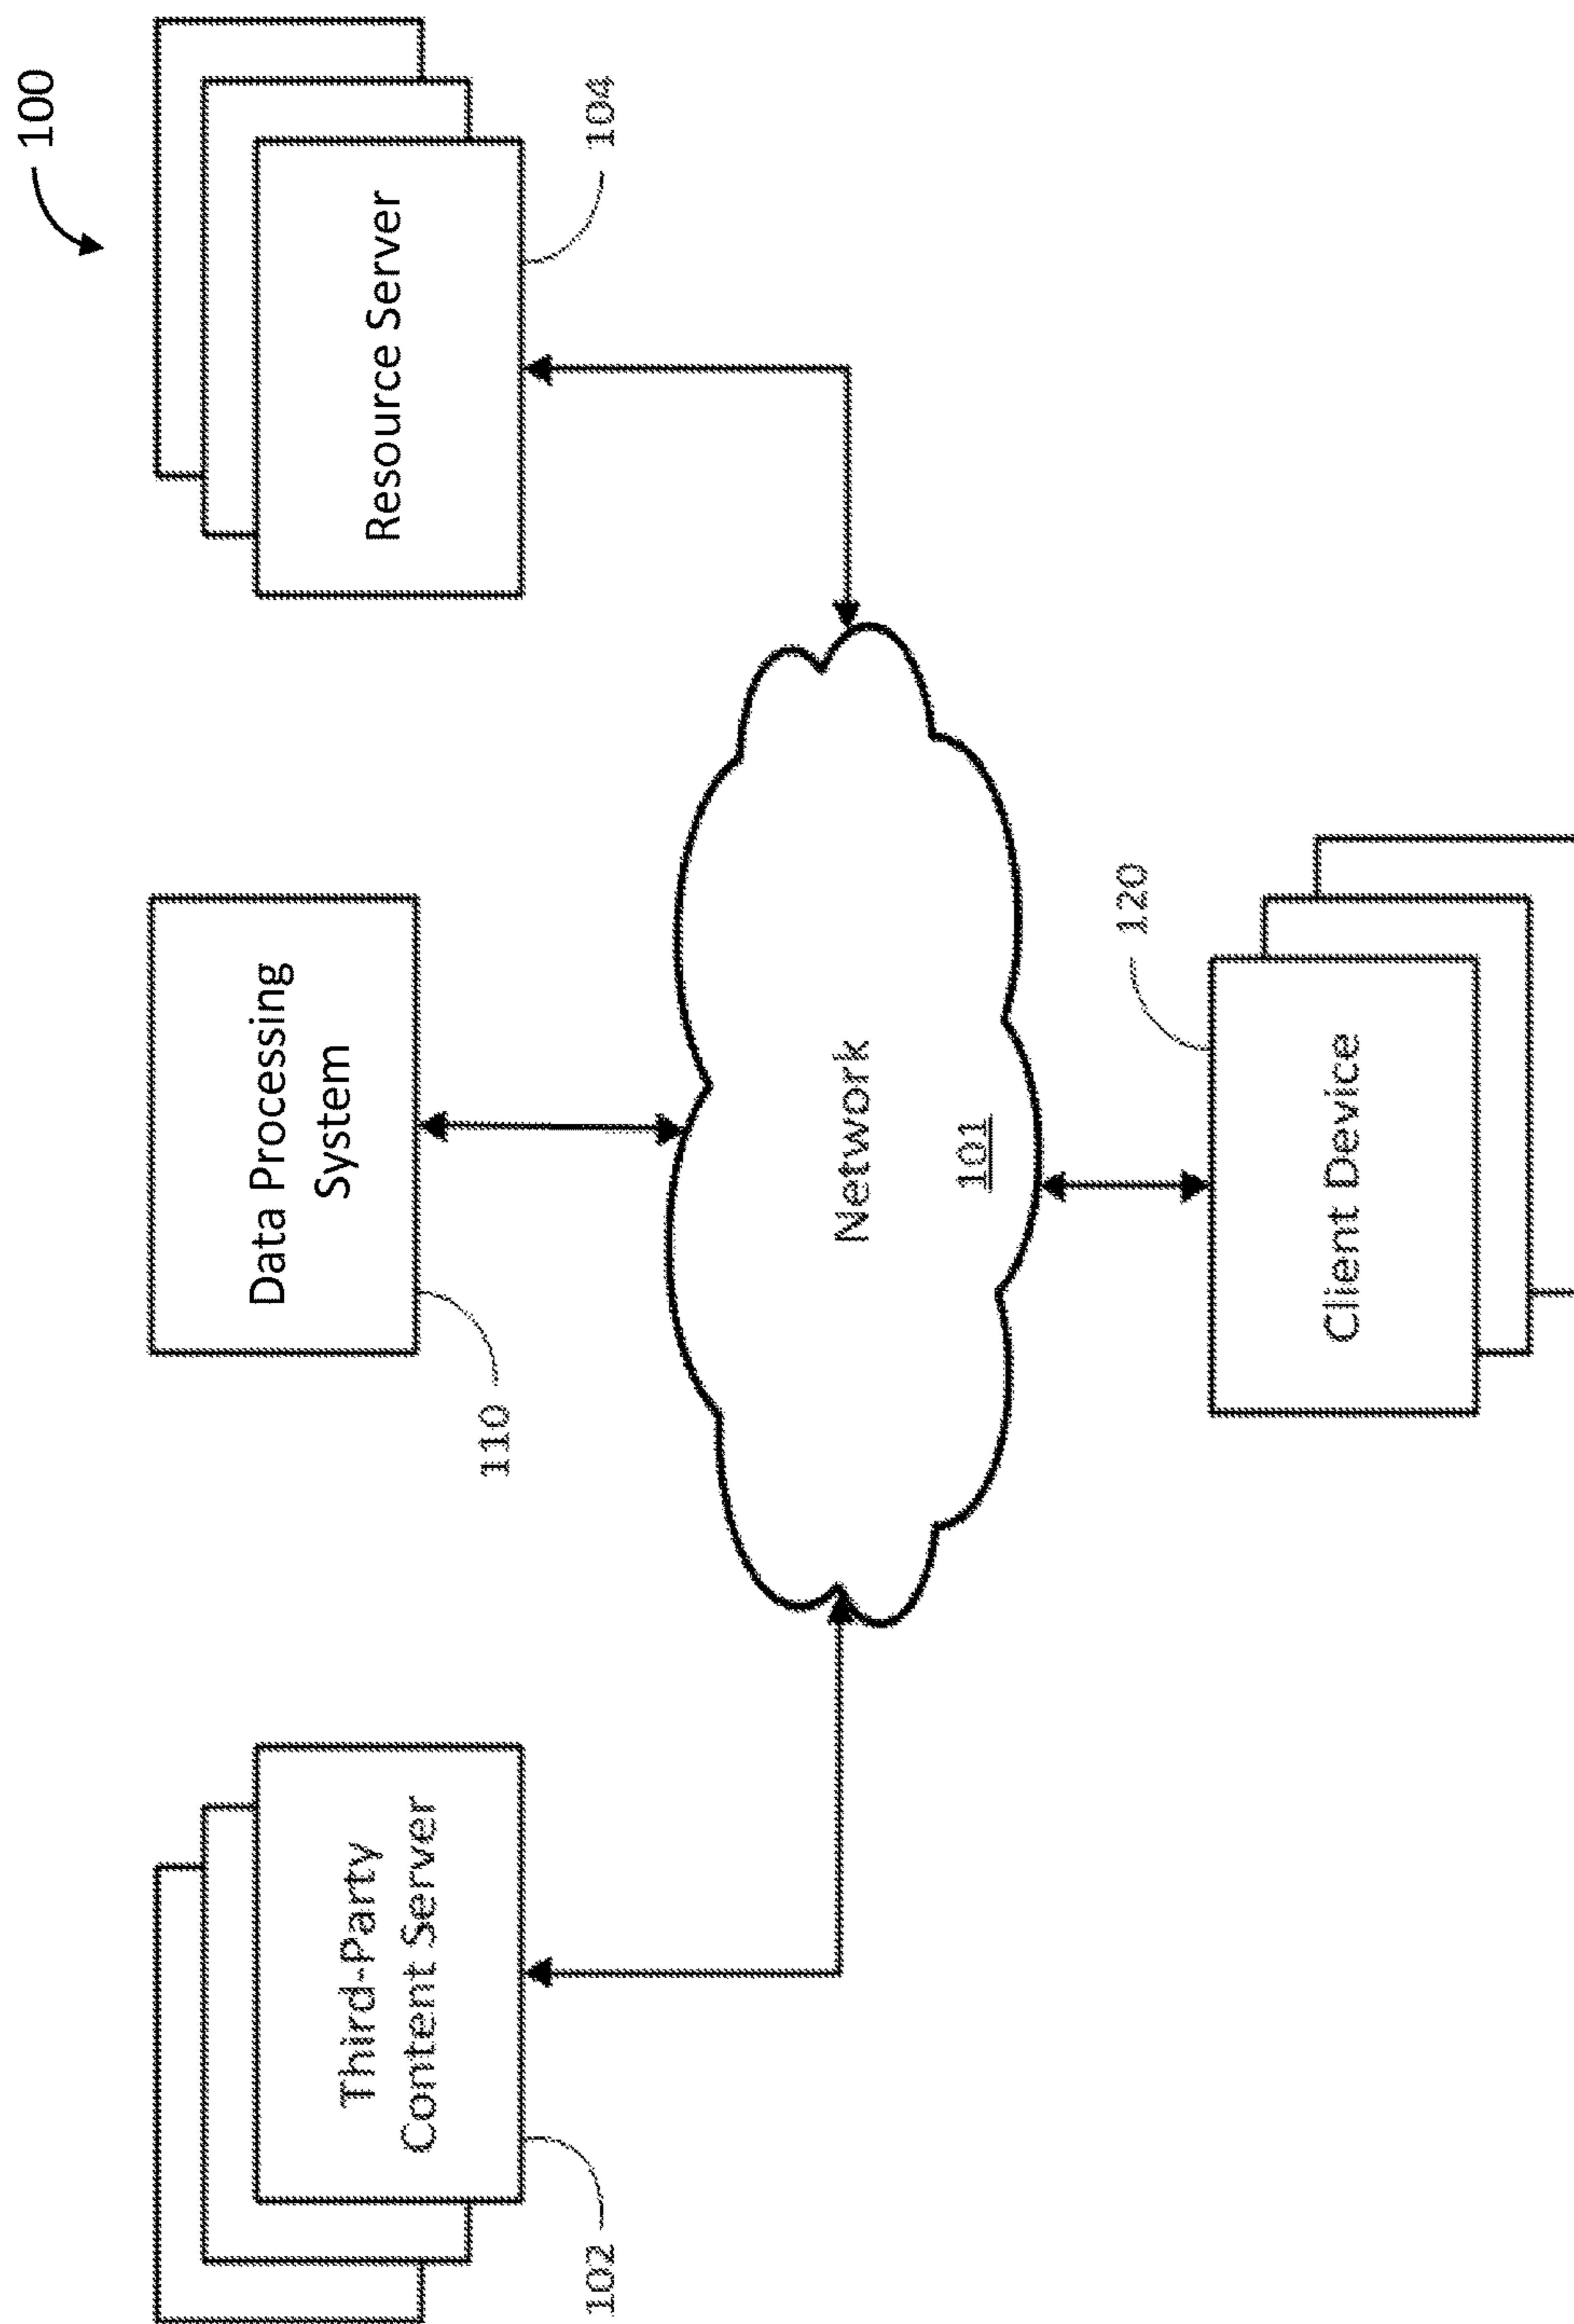 100
Third-Party
Content Server
102
Data Processing
System
110
Resource Server
104
Network
101
Client Device
120